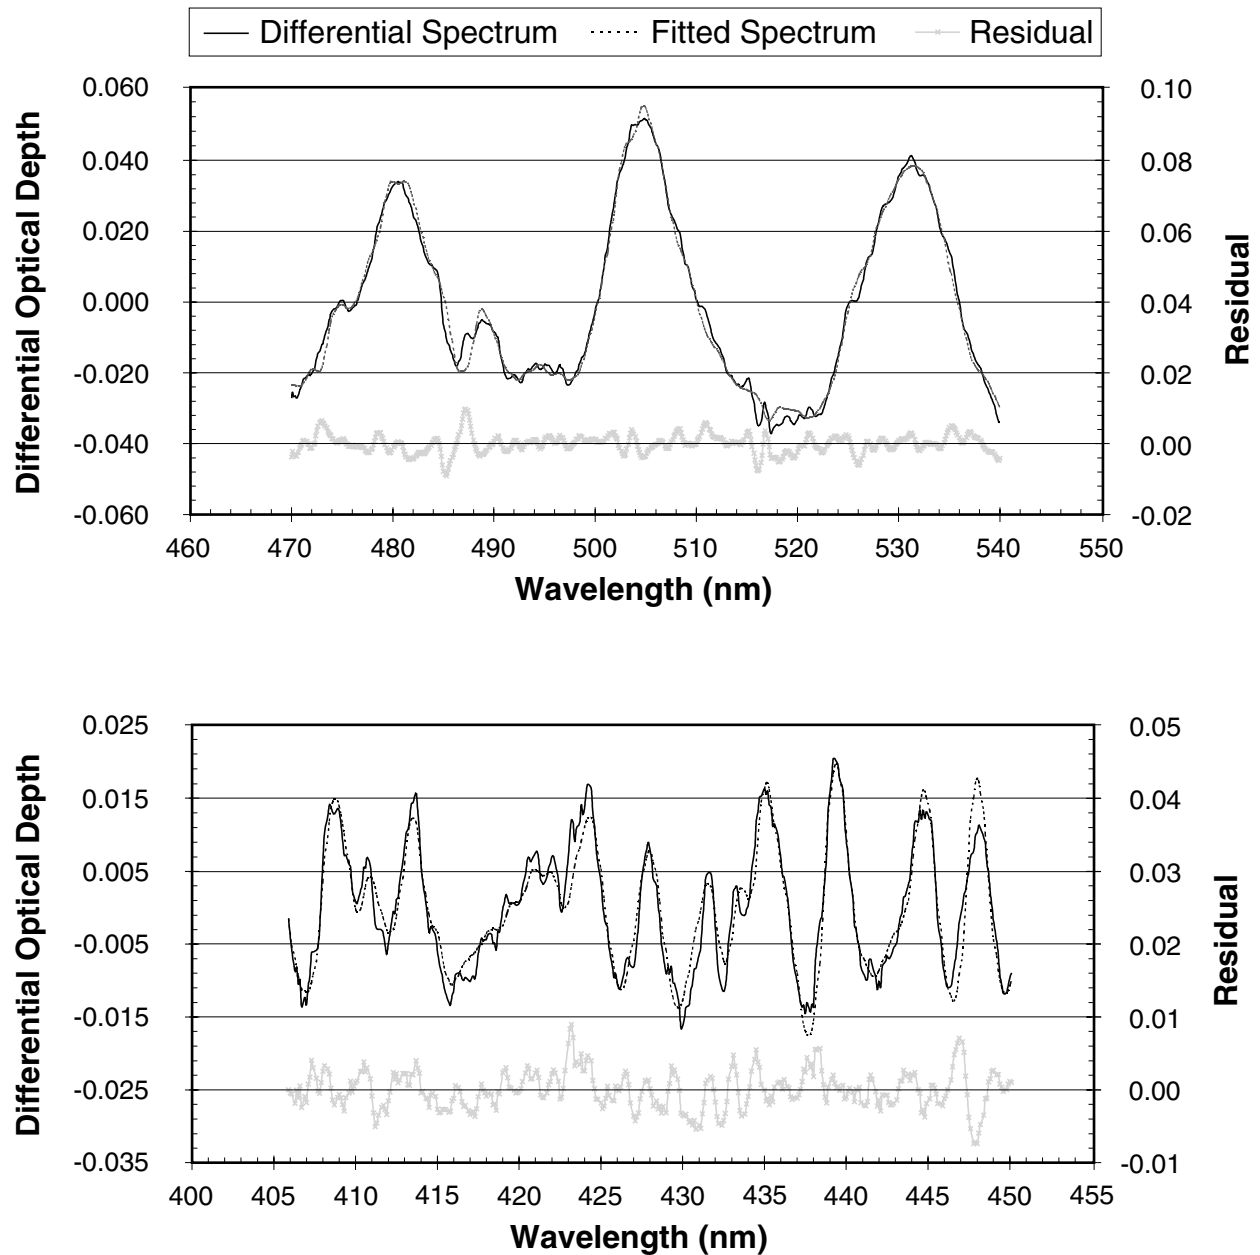 Differential Spectrum Fitted Spectrum Residual
0.060 0.10
0.040 0.08
0.020 0.06
0.000 0.04
-0.020 0.02
-0.040 0.00
-0.060 -0.02
Differential Optical Depth
Residual
460 470 480 490 500 510 520 530 540 550
Wavelength (nm)
0.025 0.05
0.015 0.04
0.005 0.03
-0.005 0.02
-0.015 0.01
-0.025 0.00
-0.035 -0.01
Differential Optical Depth
Residual
400 405 410 415 420 425 430 435 440 445 450 455
Wavelength (nm)